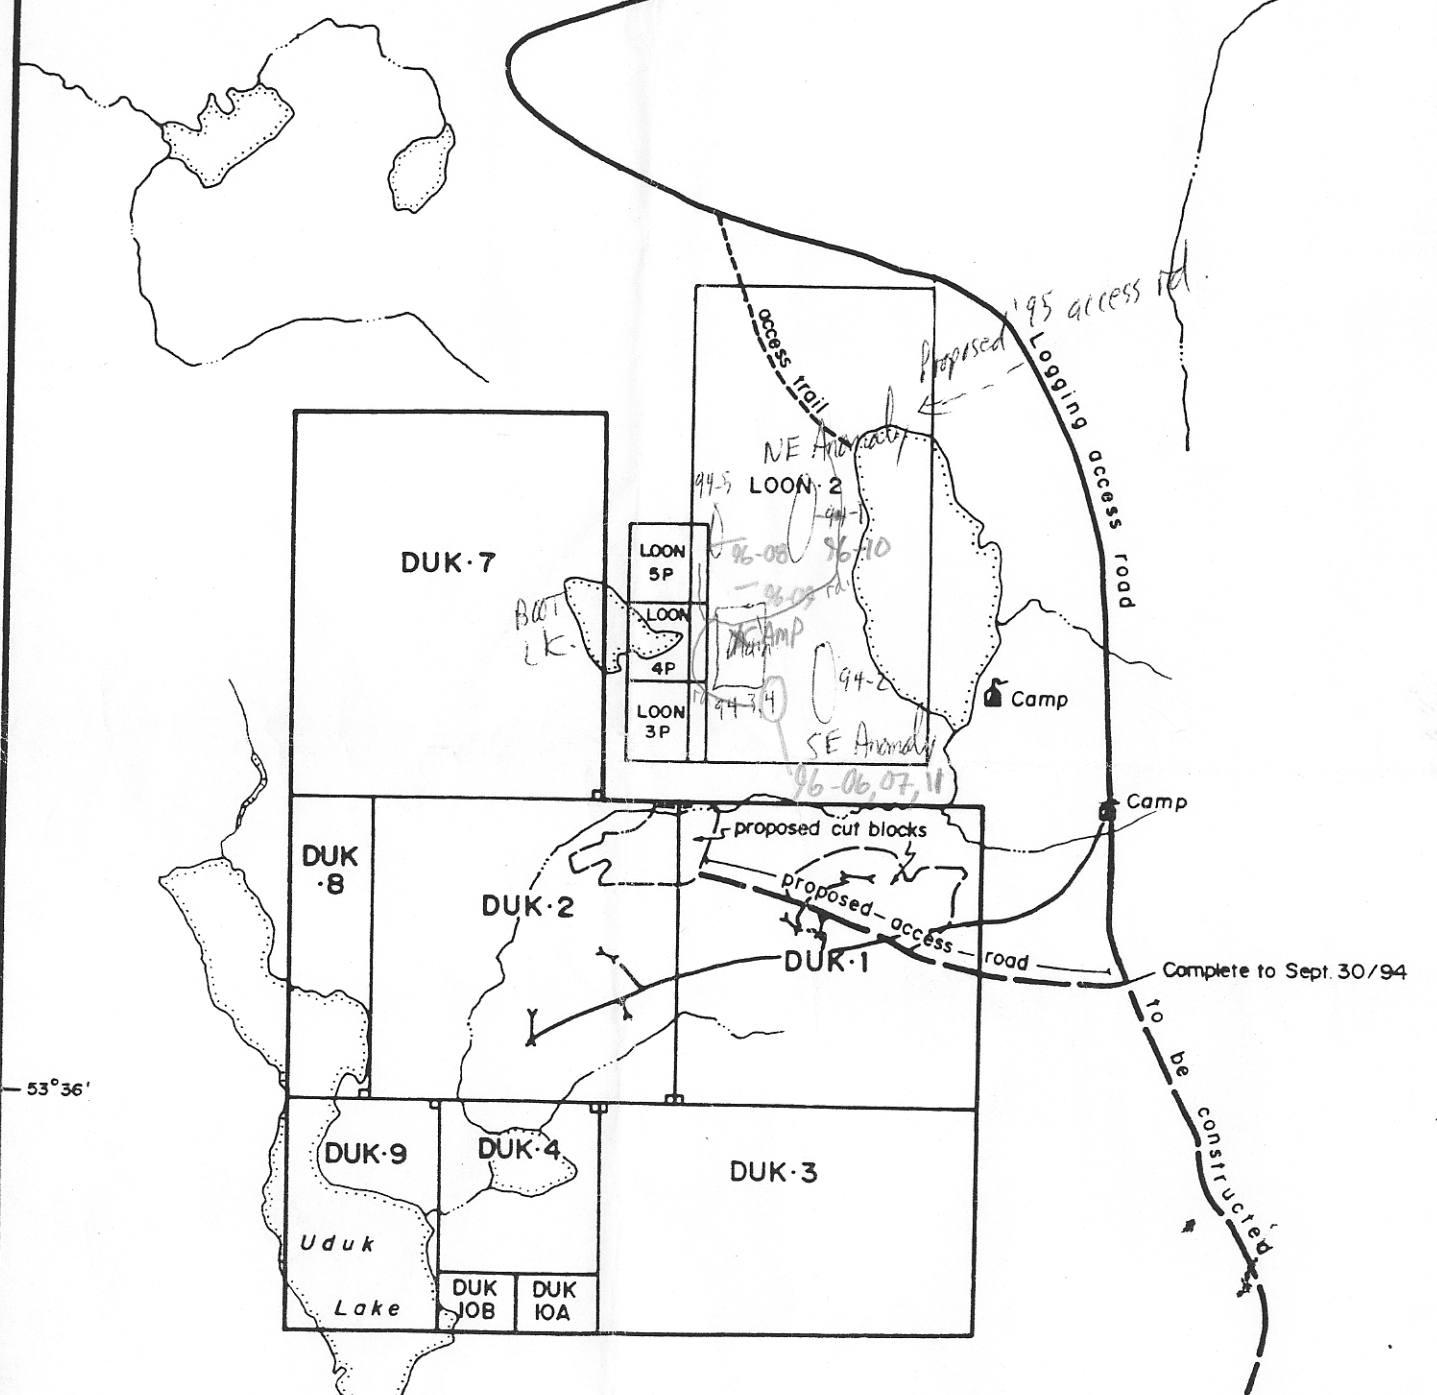 Proposed '95 access rd.
access trail
Logging access road
NE Anomaly
94-5
LOON·2
94-1
DUK·7
LOON
5P
96-08
96-10
96-09
rd.
BooT
LK.
LOON
4P
CAmP
94-2
Camp
LOON
3P
rd
94-3,4
SE Anomaly
96-06,07,11
Camp
proposed cut blocks
DUK
·8
DUK·2
proposed access road
DUK·1
Complete to Sept. 30/94
to be constructed
53°36'
DUK·9
DUK·4
DUK·3
Uduk
Lake
DUK
10B
DUK
10A